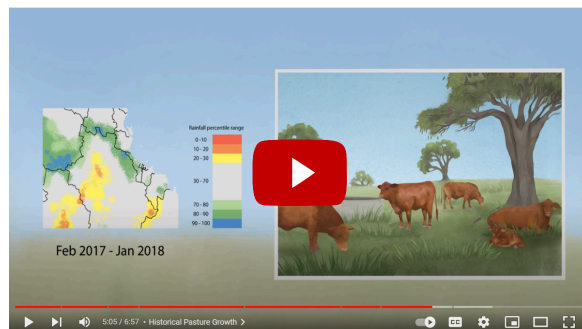 Rainfall percentile range
0 - 10
10 - 20
20 - 30
30 - 70
70 - 80
80 - 90
90 - 100
Feb 2017 - Jan 2018
5:05 / 6:57 • Historical Pasture Growth >
CC